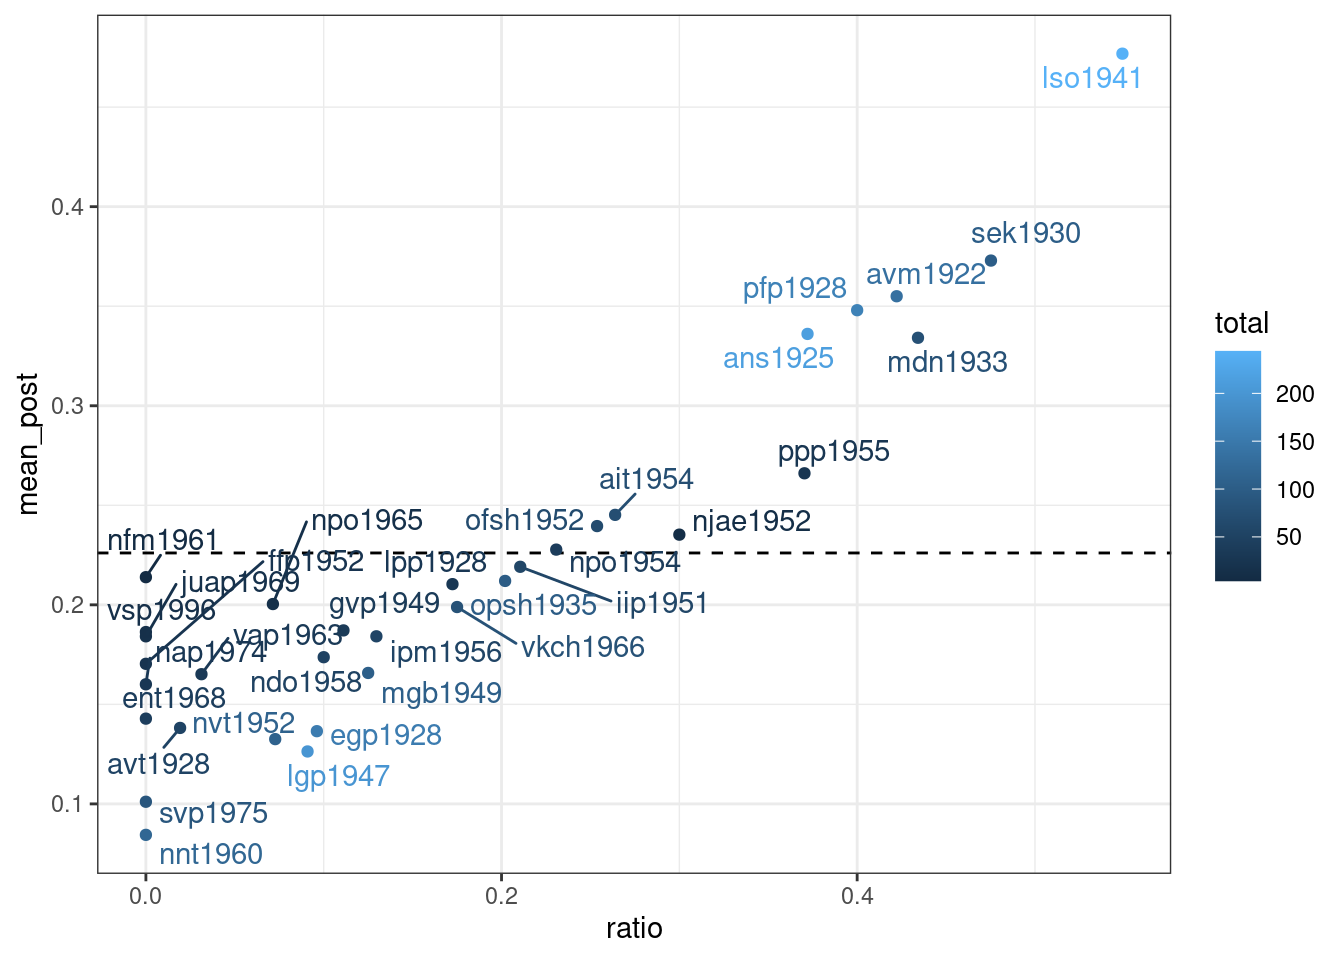 lso1941
sek1930
avm1922
pfp1928
ans1925
mdn1933
ppp1955
ait1954
ofsh1952
njae1952
npo1965
nfm1961
ffp1952
lpp1928
npo1954
juap1969
vsp1996
gvp1949
opsh1935
iip1951
vap1963
nap1974
ipm1956
vkch1966
ndo1958
mgb1949
ent1968
nvt1952
egp1928
avt1928
lgp1947
svp1975
nnt1960
0.4
0.3
0.2
0.1
mean_post
0.0
0.2
0.4
ratio
total
200
150
100
50